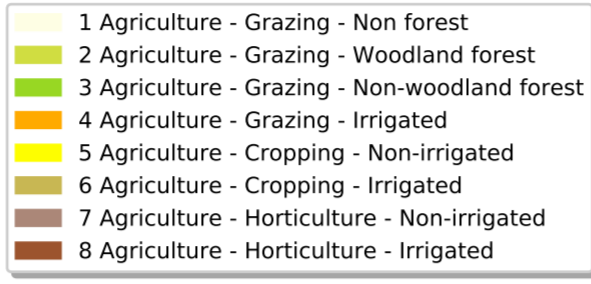 1 Agriculture - Grazing - Non forest
2 Agriculture - Grazing - Woodland forest
3 Agriculture - Grazing - Non-woodland forest
4 Agriculture - Grazing - Irrigated
5 Agriculture - Cropping - Non-irrigated
6 Agriculture - Cropping - Irrigated
7 Agriculture - Horticulture - Non-irrigated
8 Agriculture - Horticulture - Irrigated